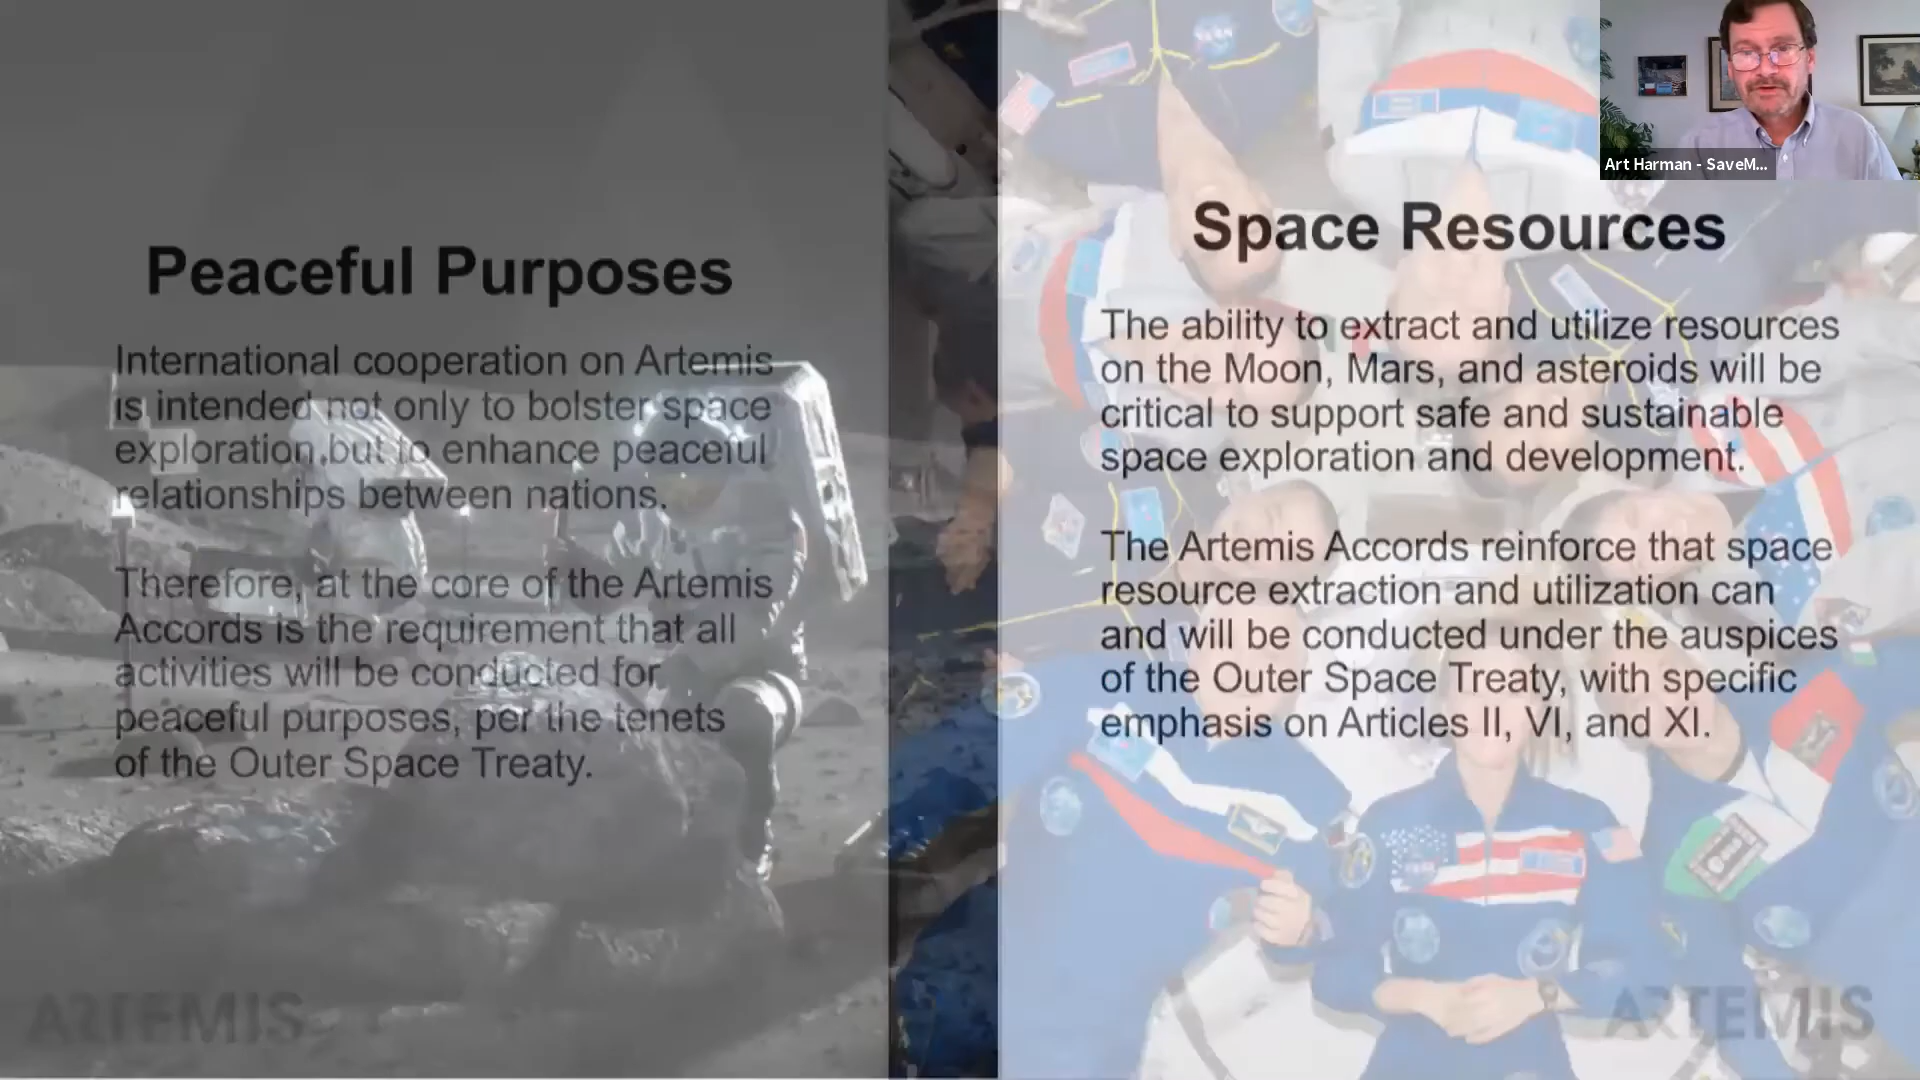 Peaceful Purposes
International cooperation on Artemis
is intended not only to bolster space
exploration but to enhance peaceful
relationships between nations.
Therefore, at the core of the Artemis
Accords is the requirement that all
activities will be conducted for
peaceful purposes, per the tenets
of the Outer Space Treaty.
ARTEMIS
Art Harman - SaveM...
Space Resources
The ability to extract and utilize resources
on the Moon, Mars, and asteroids will be
critical to support safe and sustainable
space exploration and development.
The Artemis Accords reinforce that space
resource extraction and utilization can
and will be conducted under the auspices
of the Outer Space Treaty, with specific
emphasis on Articles II, VI, and XI.
ARTEMIS